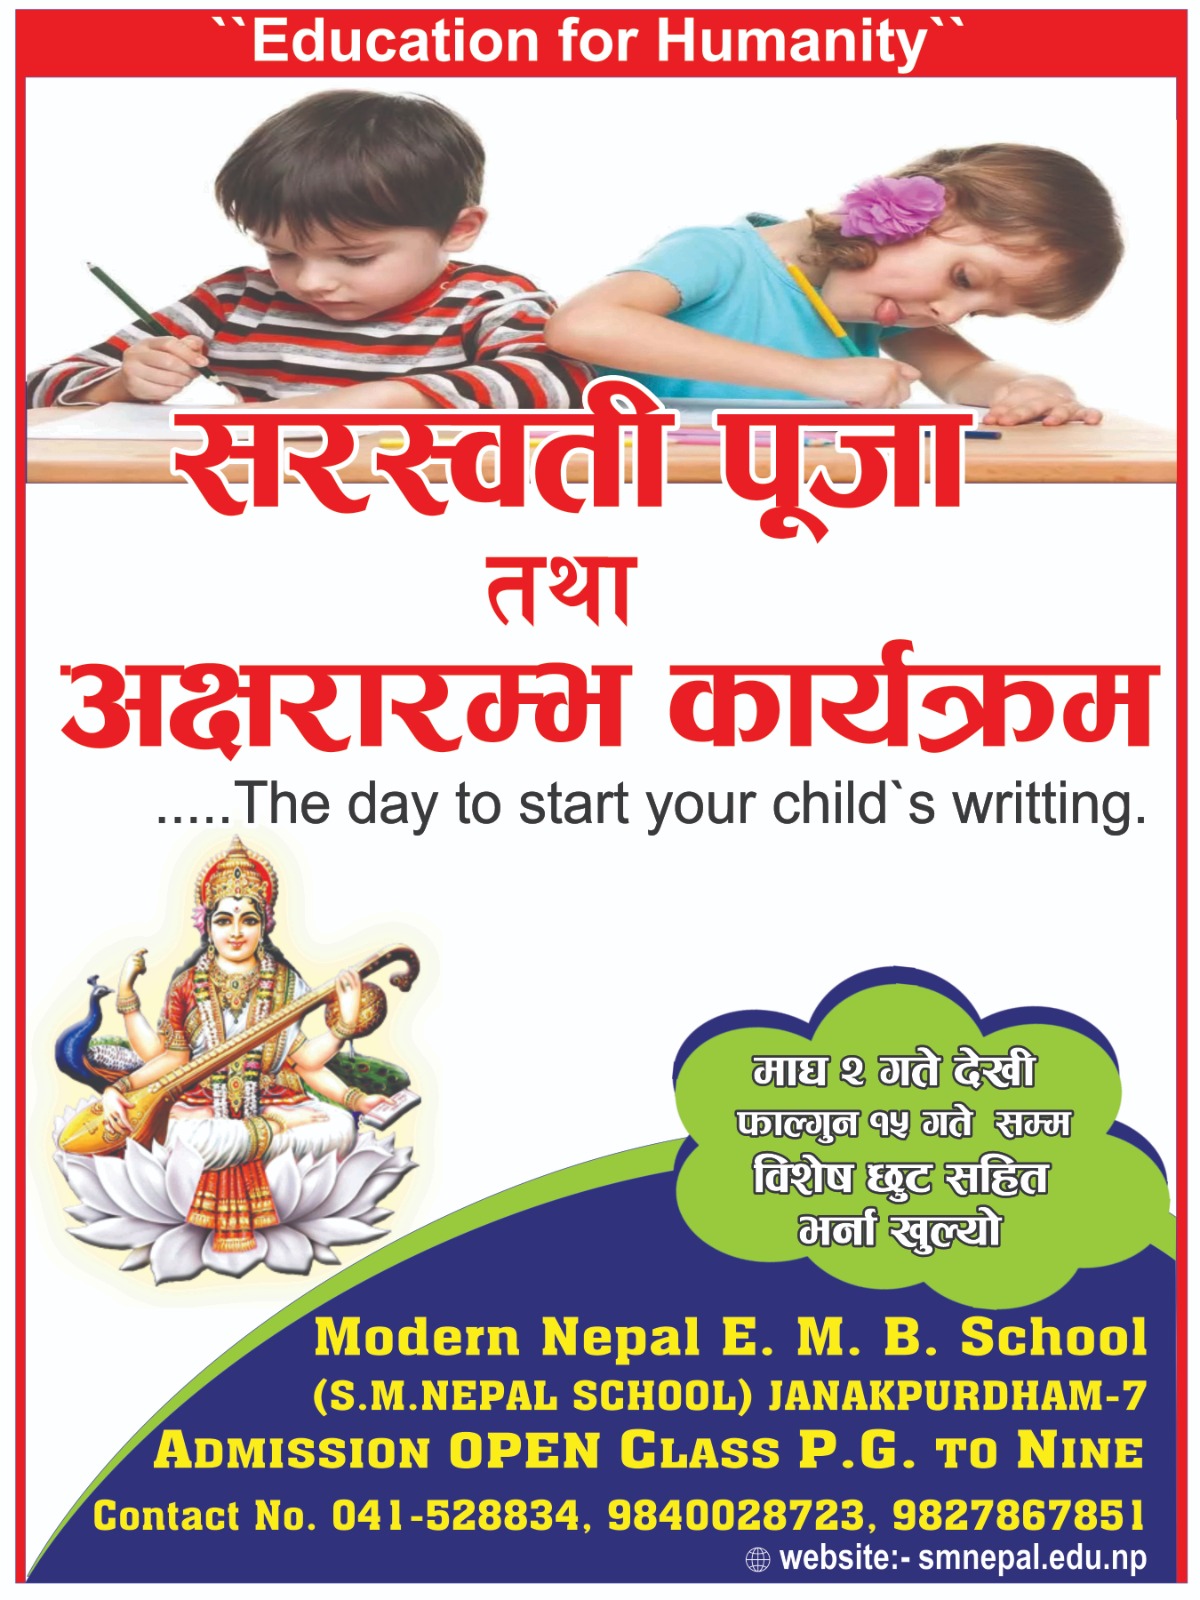 ``Education for Humanity``
सरस्वती पूजा
तथा
अक्षरारम्भ कार्यक्रम
.....The day to start your child`s writting.
माघ २ गते देखी
फाल्गुन १५ गते सम्म
विशेष छुट सहित
भर्ना खुल्यो
Modern Nepal E. M. B. School
(S.M.NEPAL SCHOOL) JANAKPURDHAM-7
ADMISSION OPEN CLASS P.G. TO NINE
Contact No. 041-528834, 9840028723, 9827867851
website:- smnepal.edu.np